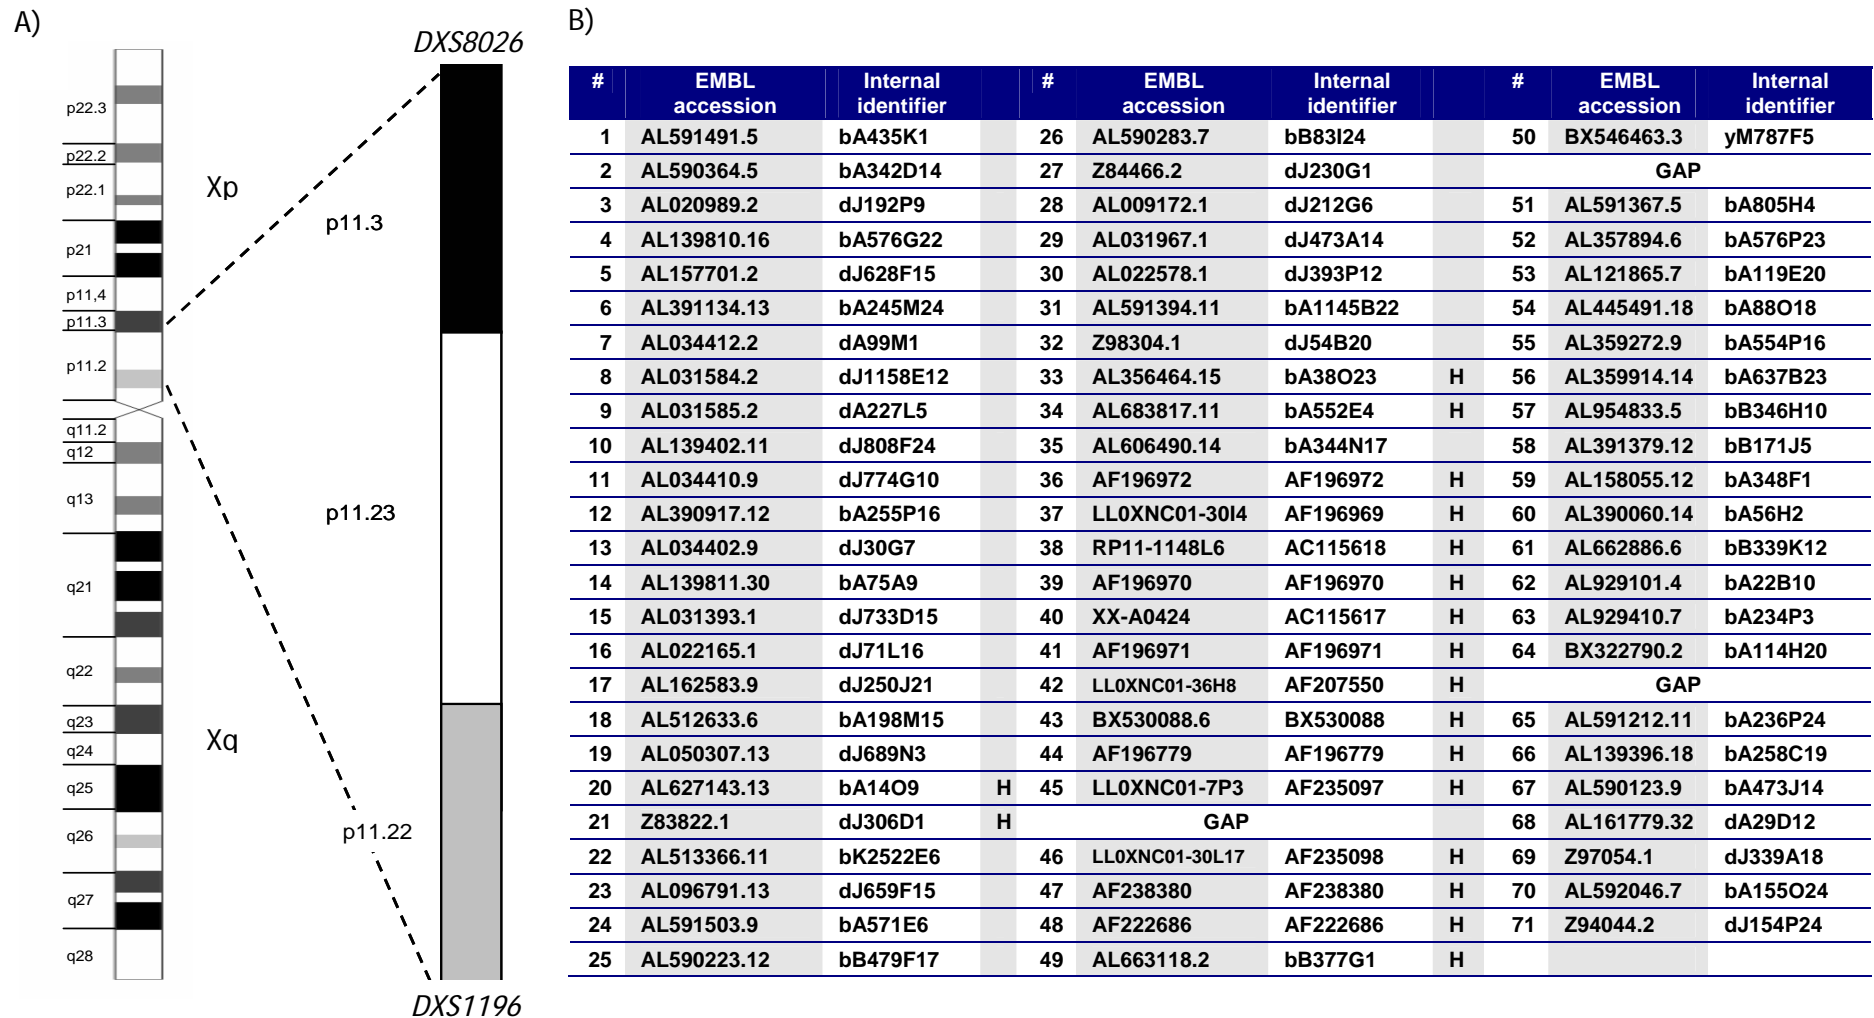 A)
DXS8026
p22.3
p22.2
p22.1
p21
p11,4
p11.3
p11.2
q11.2
q12
q13
q21
q22
q23
q24
q25
q26
q27
q28
Xp
Xq
p11.3
p11.23
p11.22
DXS1196
B)
# EMBL accession Internal identifier # EMBL accession Internal identifier # EMBL accession Internal identifier
1 AL591491.5 bA435K1 26 AL590283.7 bB83I24 50 BX546463.3 yM787F5
2 AL590364.5 bA342D14 27 Z84466.2 dJ230G1 GAP
3 AL020989.2 dJ192P9 28 AL009172.1 dJ212G6 51 AL591367.5 bA805H4
4 AL139810.16 bA576G22 29 AL031967.1 dJ473A14 52 AL357894.6 bA576P23
5 AL157701.2 dJ628F15 30 AL022578.1 dJ393P12 53 AL121865.7 bA119E20
6 AL391134.13 bA245M24 31 AL591394.11 bA1145B22 54 AL445491.18 bA88O18
7 AL034412.2 dA99M1 32 Z98304.1 dJ54B20 55 AL359272.9 bA554P16
8 AL031584.2 dJ1158E12 33 AL356464.15 bA38O23 H 56 AL359914.14 bA637B23
9 AL031585.2 dA227L5 34 AL683817.11 bA552E4 H 57 AL954833.5 bB346H10
10 AL139402.11 dJ808F24 35 AL606490.14 bA344N17 58 AL391379.12 bB171J5
11 AL034410.9 dJ774G10 36 AF196972 AF196972 H 59 AL158055.12 bA348F1
12 AL390917.12 bA255P16 37 LL0XNC01-30I4 AF196969 H 60 AL390060.14 bA56H2
13 AL034402.9 dJ30G7 38 RP11-1148L6 AC115618 H 61 AL662886.6 bB339K12
14 AL139811.30 bA75A9 39 AF196970 AF196970 H 62 AL929101.4 bA22B10
15 AL031393.1 dJ733D15 40 XX-A0424 AC115617 H 63 AL929410.7 bA234P3
16 AL022165.1 dJ71L16 41 AF196971 AF196971 H 64 BX322790.2 bA114H20
17 AL162583.9 dJ250J21 42 LL0XNC01-36H8 AF207550 H GAP
18 AL512633.6 bA198M15 43 BX530088.6 BX530088 H 65 AL591212.11 bA236P24
19 AL050307.13 dJ689N3 44 AF196779 AF196779 H 66 AL139396.18 bA258C19
20 AL627143.13 bA14O9 H 45 LL0XNC01-7P3 AF235097 H 67 AL590123.9 bA473J14
21 Z83822.1 dJ306D1 H GAP 68 AL161779.32 dA29D12
22 AL513366.11 bK2522E6 46 LL0XNC01-30L17 AF235098 H 69 Z97054.1 dJ339A18
23 AL096791.13 dJ659F15 47 AF238380 AF238380 H 70 AL592046.7 bA155O24
24 AL591503.9 bA571E6 48 AF222686 AF222686 H 71 Z94044.2 dJ154P24
25 AL590223.12 bB479F17 49 AL663118.2 bB377G1 H